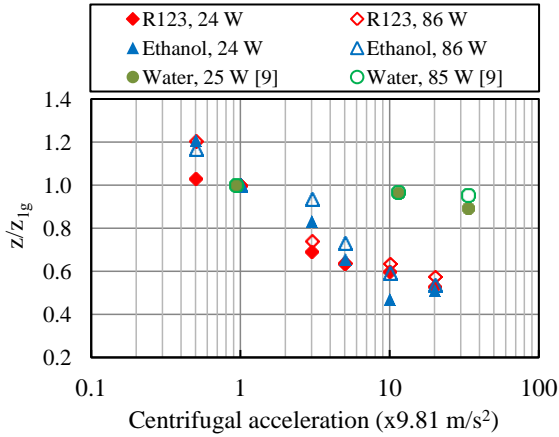 R123, 24 W R123, 86 W
Ethanol, 24 W Ethanol, 86 W
Water, 25 W [9] Water, 85 W [9]
1.4
1.2
1.0
0.8
0.6
0.4
0.2
z/z1g
0.1 1 10 100
Centrifugal acceleration (x9.81 m/s²)